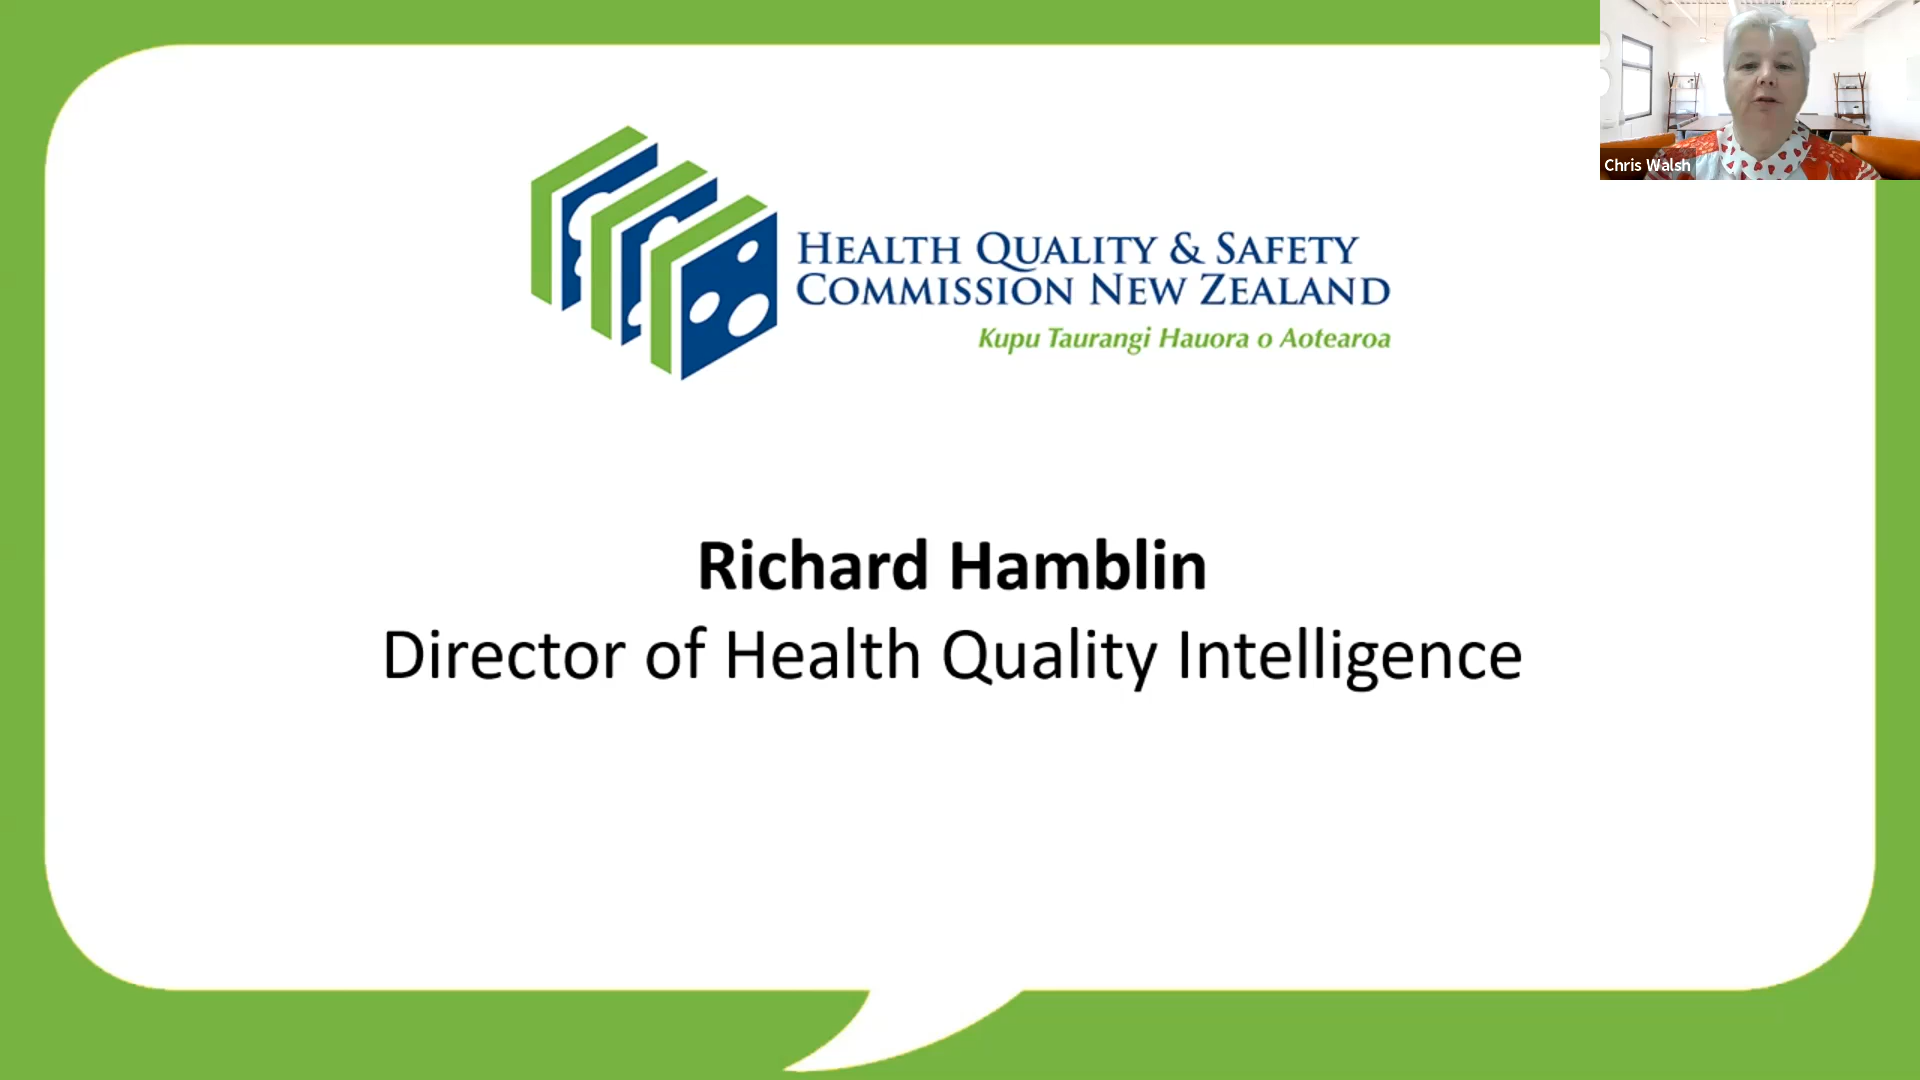 HEALTH QUALITY & SAFETY
COMMISSION NEW ZEALAND
Kupu Taurangi Hauora o Aotearoa
Chris Walsh
Richard Hamblin
Director of Health Quality Intelligence